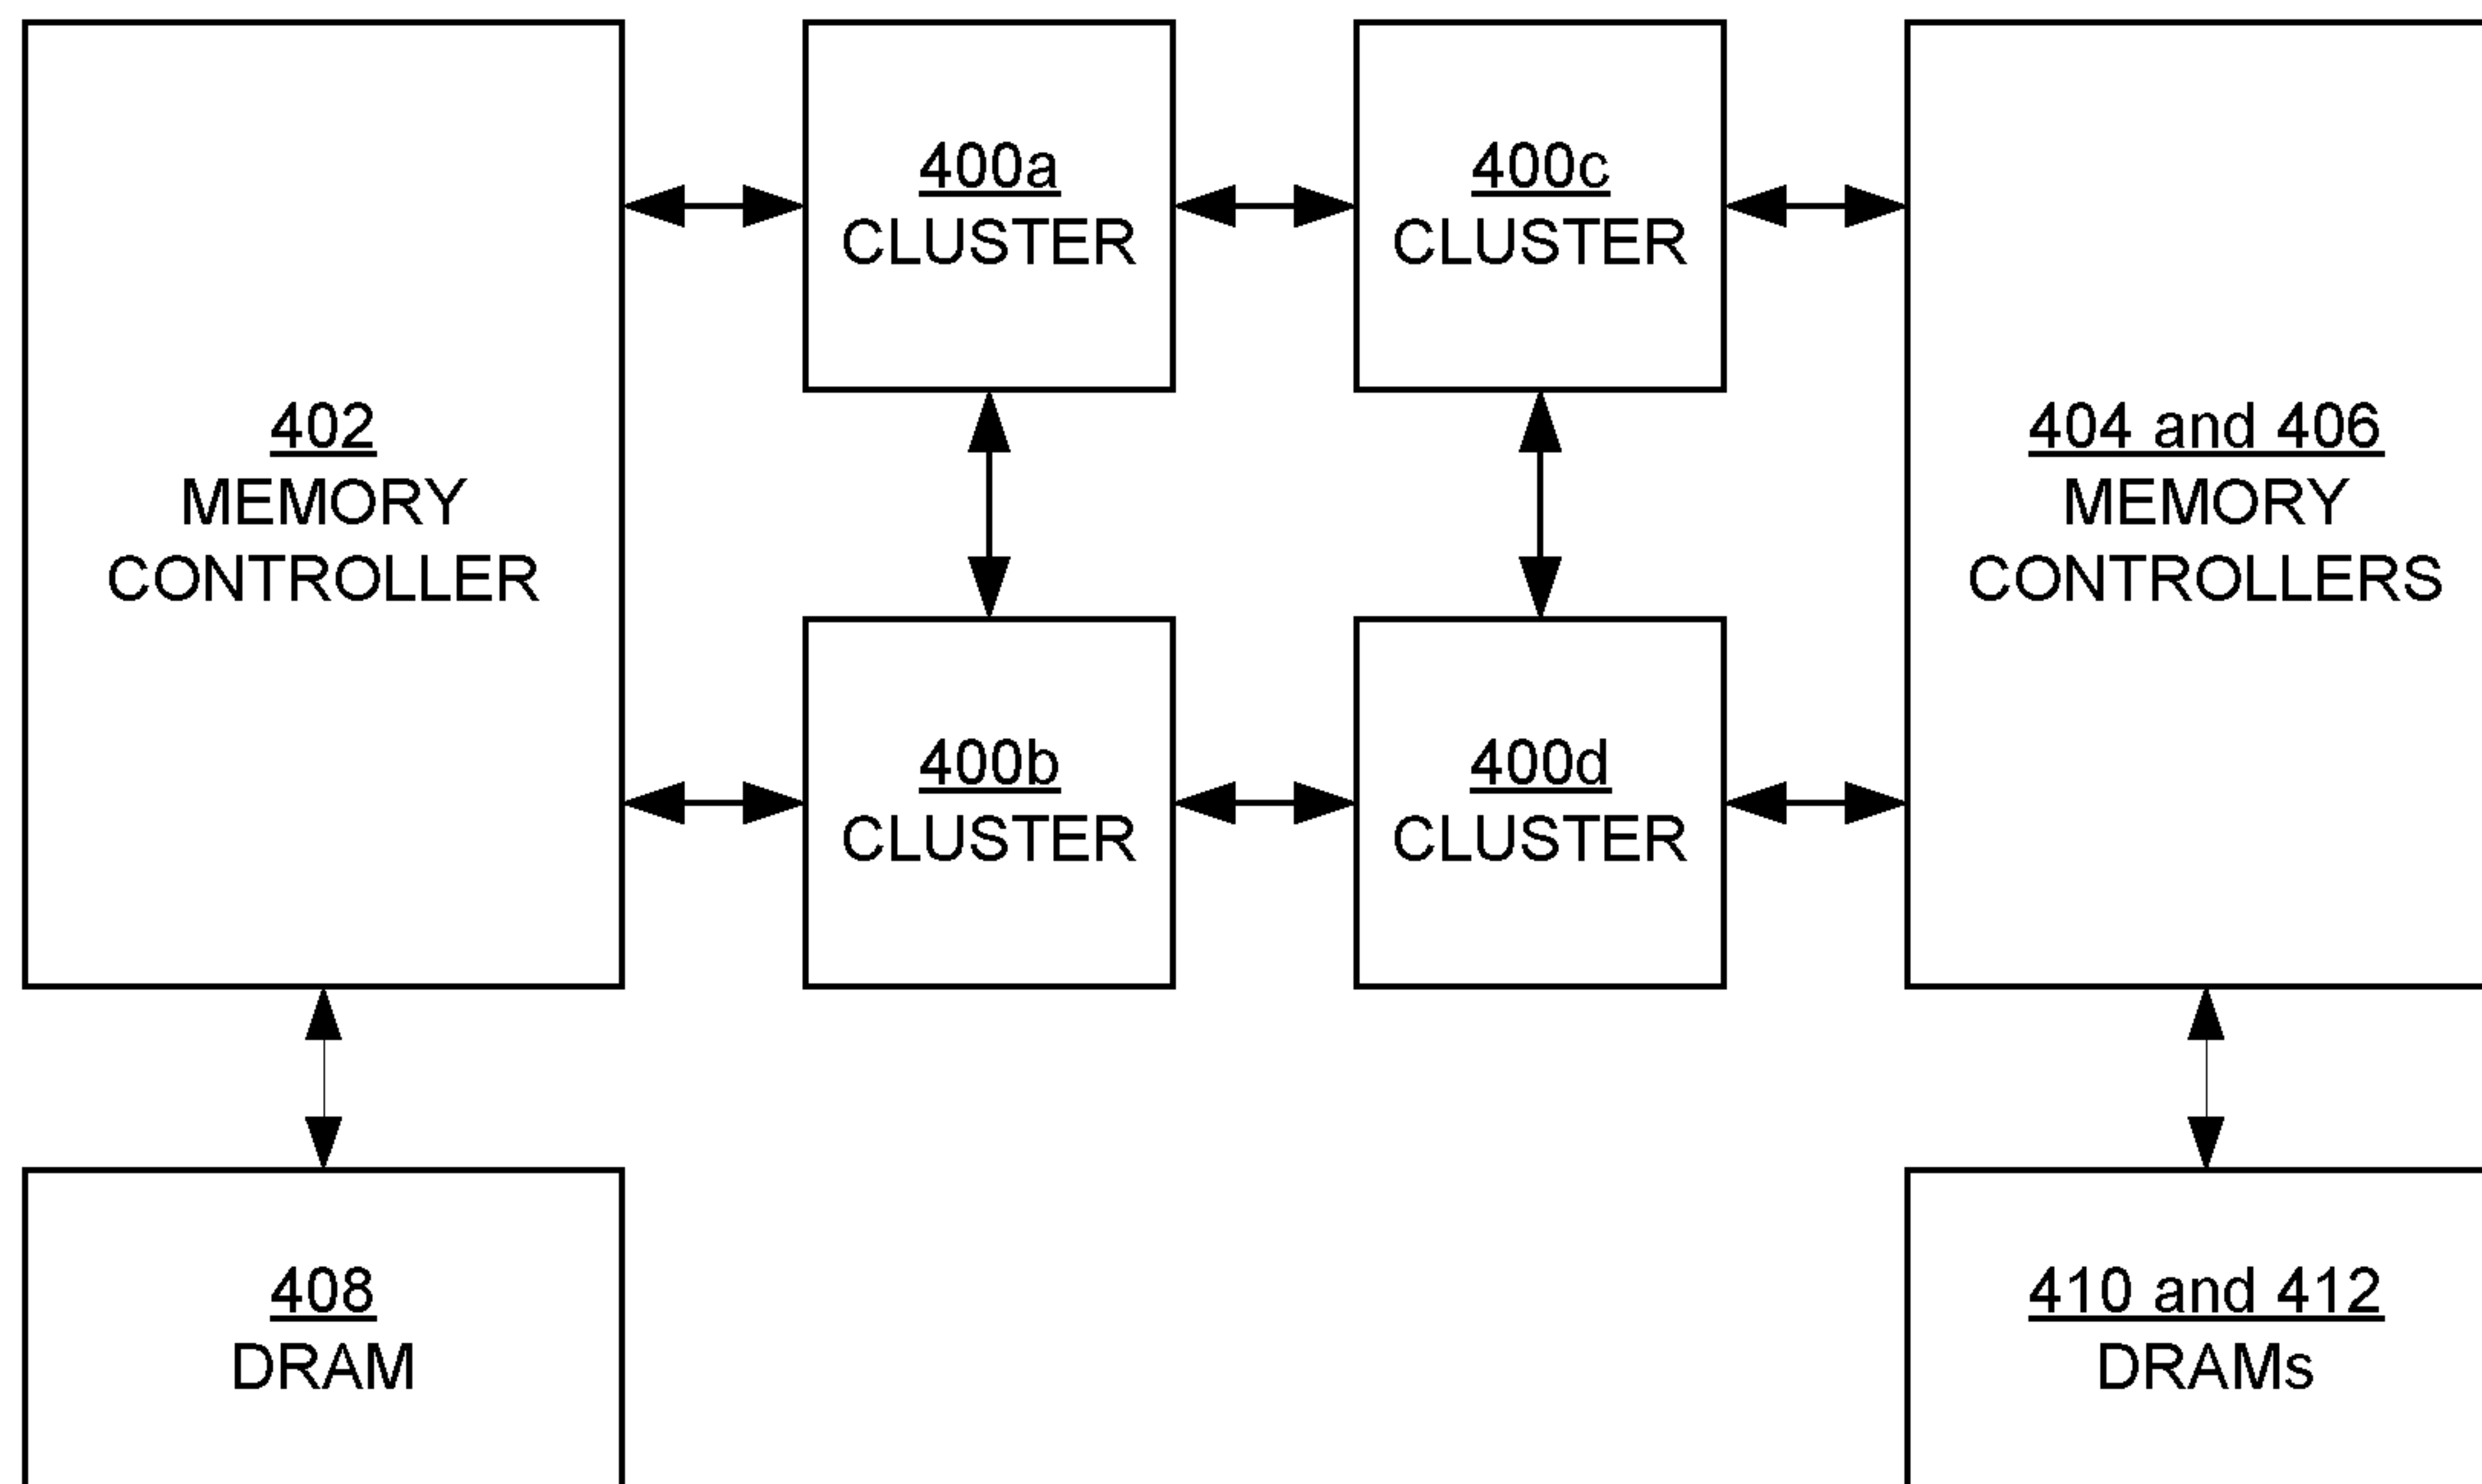 402
MEMORY
CONTROLLER
400a
CLUSTER
400c
CLUSTER
404 and 406
MEMORY
CONTROLLERS
400b
CLUSTER
400d
CLUSTER
408
DRAM
410 and 412
DRAMs